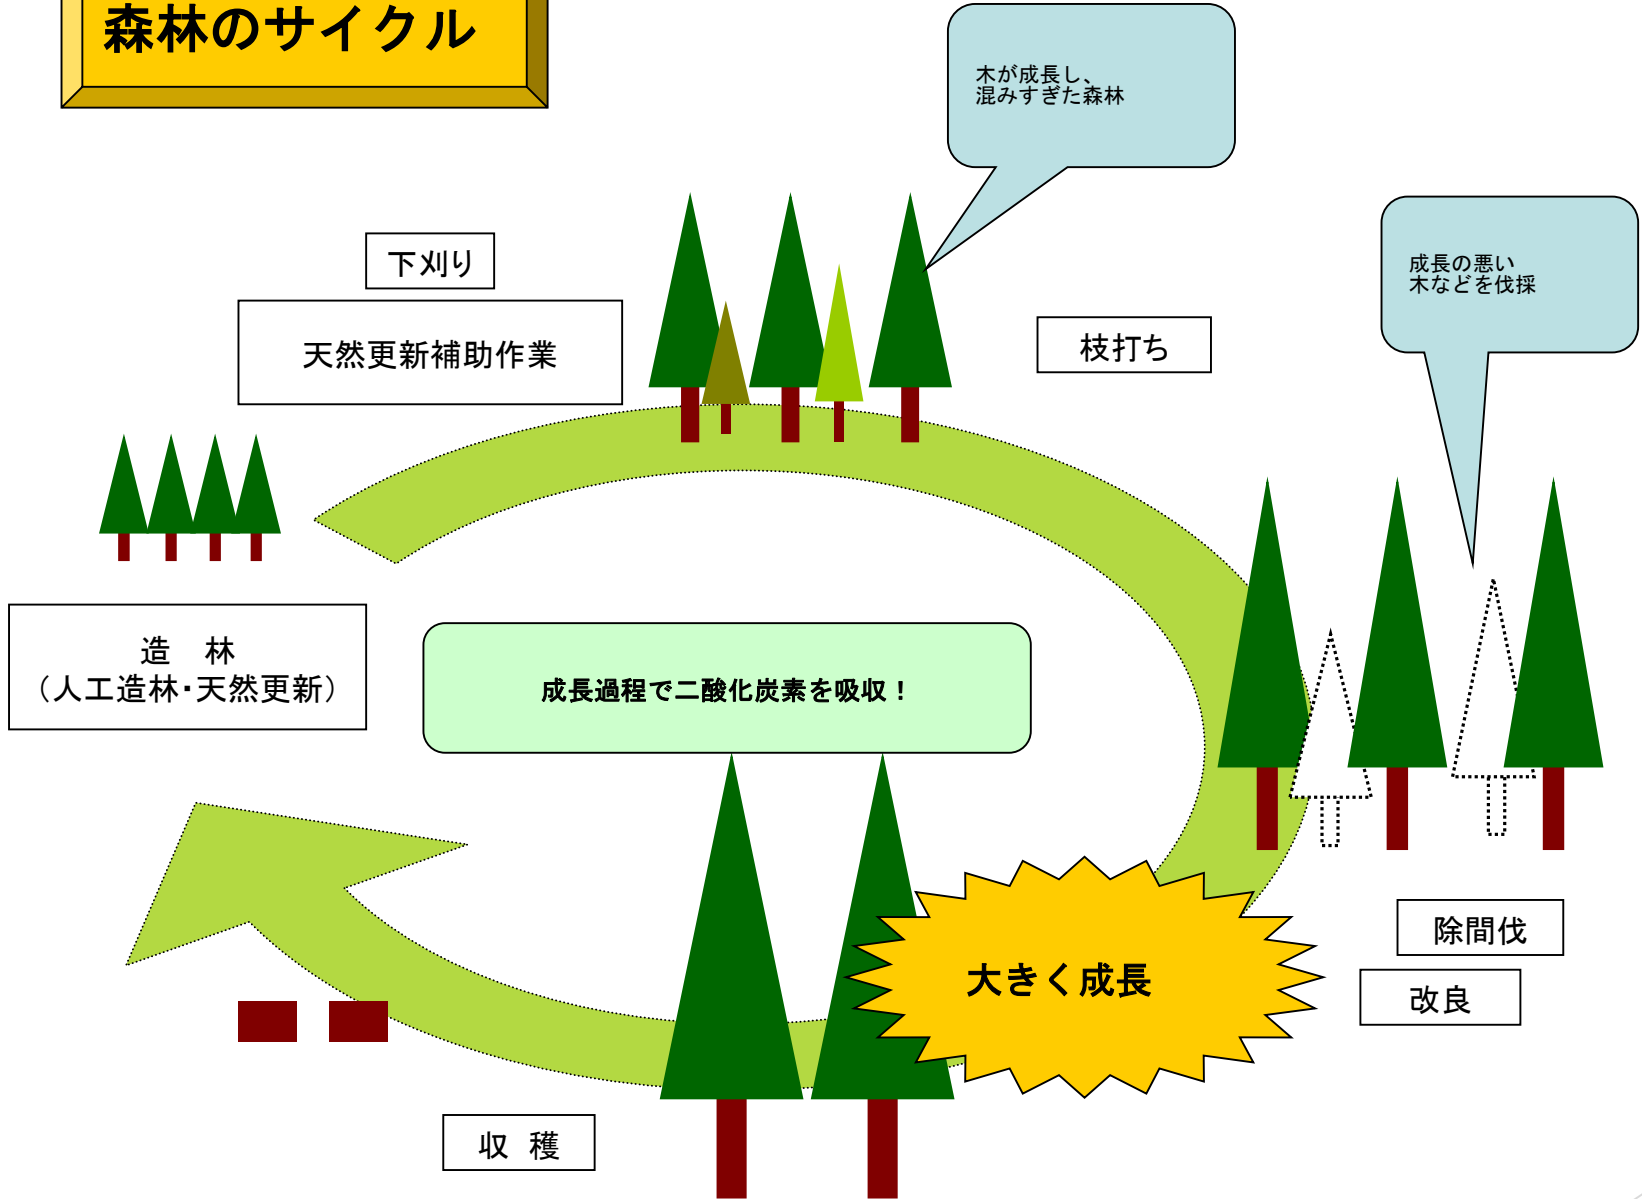 森林のサイクル
木が成長し、
混みすぎた森林
成長の悪い
木などを伐採
下刈り
天然更新補助作業
枝打ち
造　林
（人工造林・天然更新）
成長過程で二酸化炭素を吸収！
大きく成長
除間伐
改良
収　穫